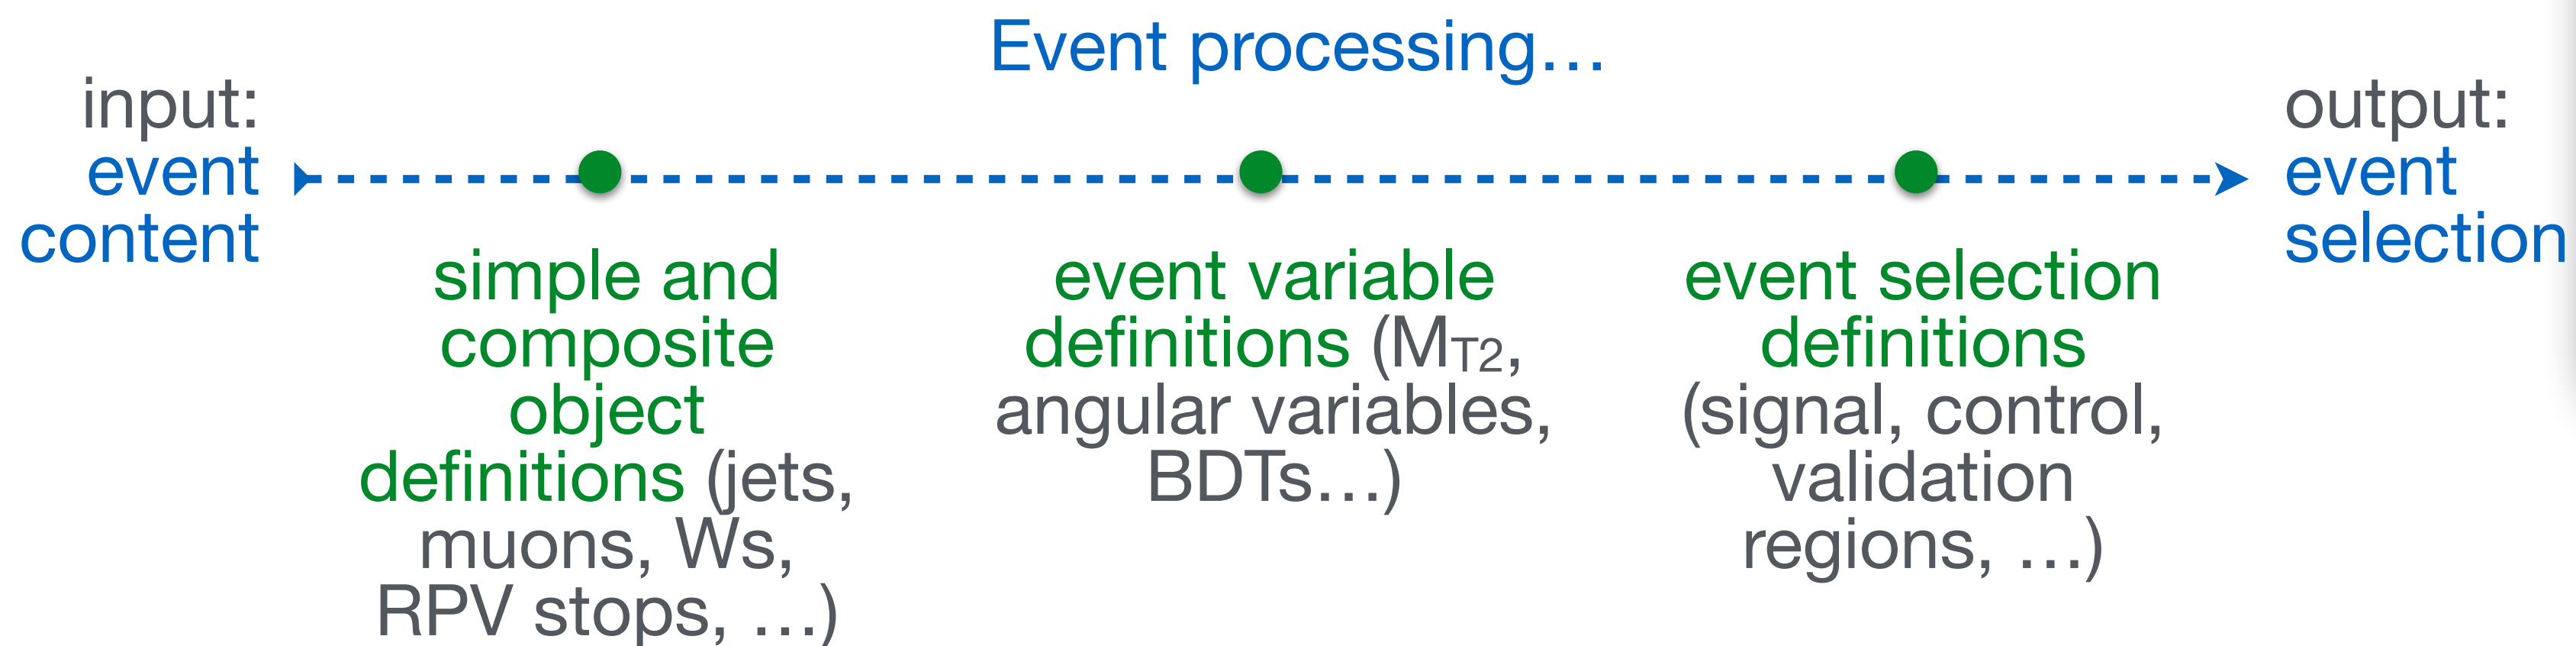 Event processing…
input:
event
content
simple and
composite
object
definitions (jets,
muons, Ws,
RPV stops, …)
event variable
definitions (MT2,
angular variables,
BDTs…)
event selection
definitions
(signal, control,
validation
regions, …)
output:
event
selection